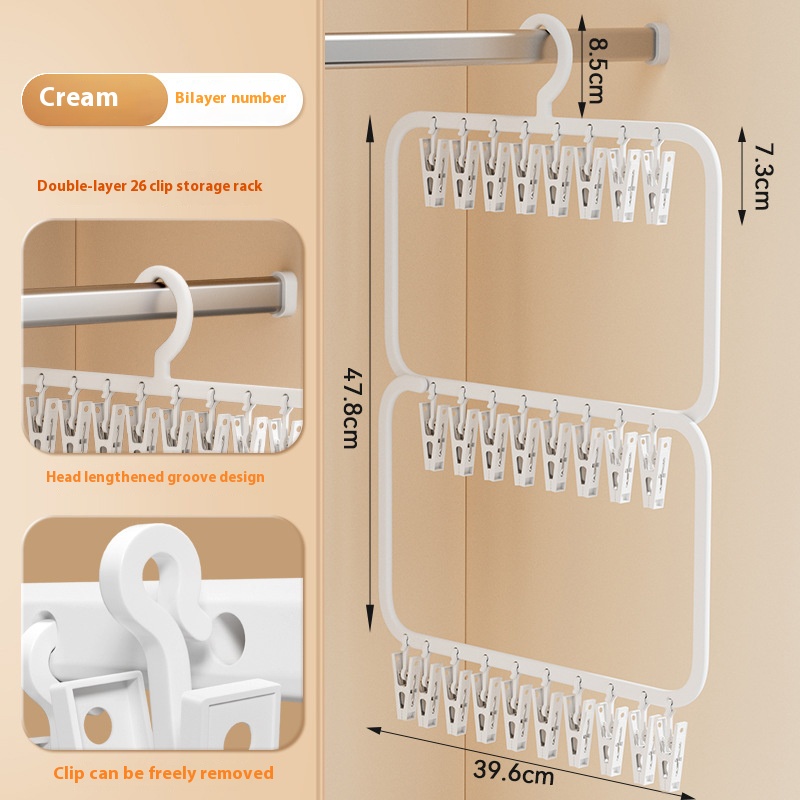 Cream
Bilayer number
Double-layer 26 clip storage rack
Head lengthened groove design
Clip can be freely removed
8.5cm
7.3cm
47.8cm
39.6cm